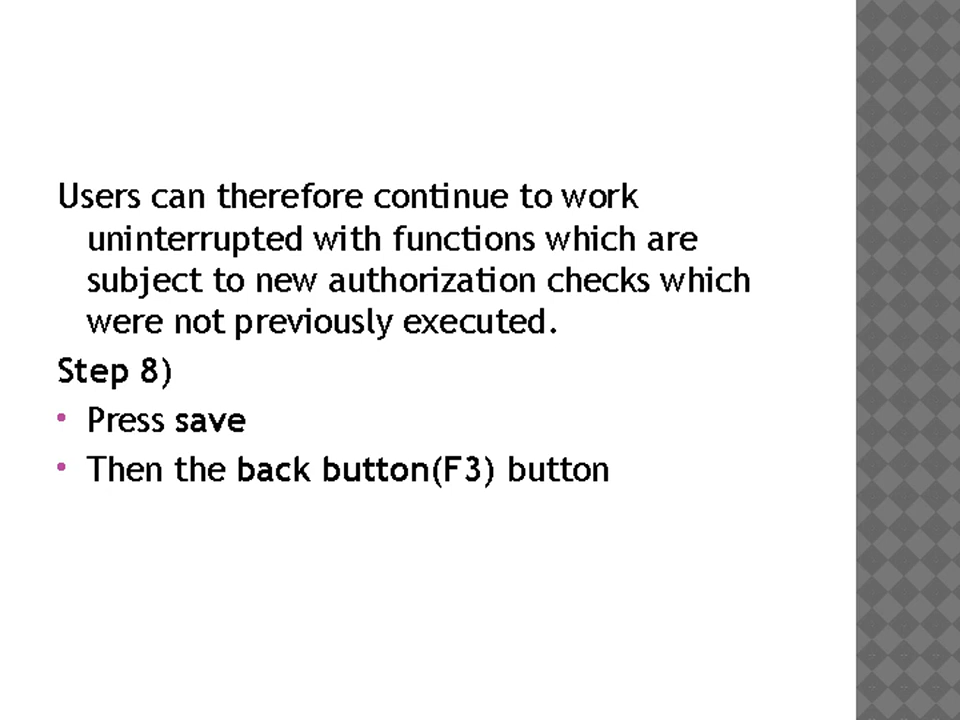 Users can therefore continue to work
uninterrupted with functions which are
subject to new authorization checks which
were not previously executed.
Step 8)
• Press save
• Then the back button(F3) button